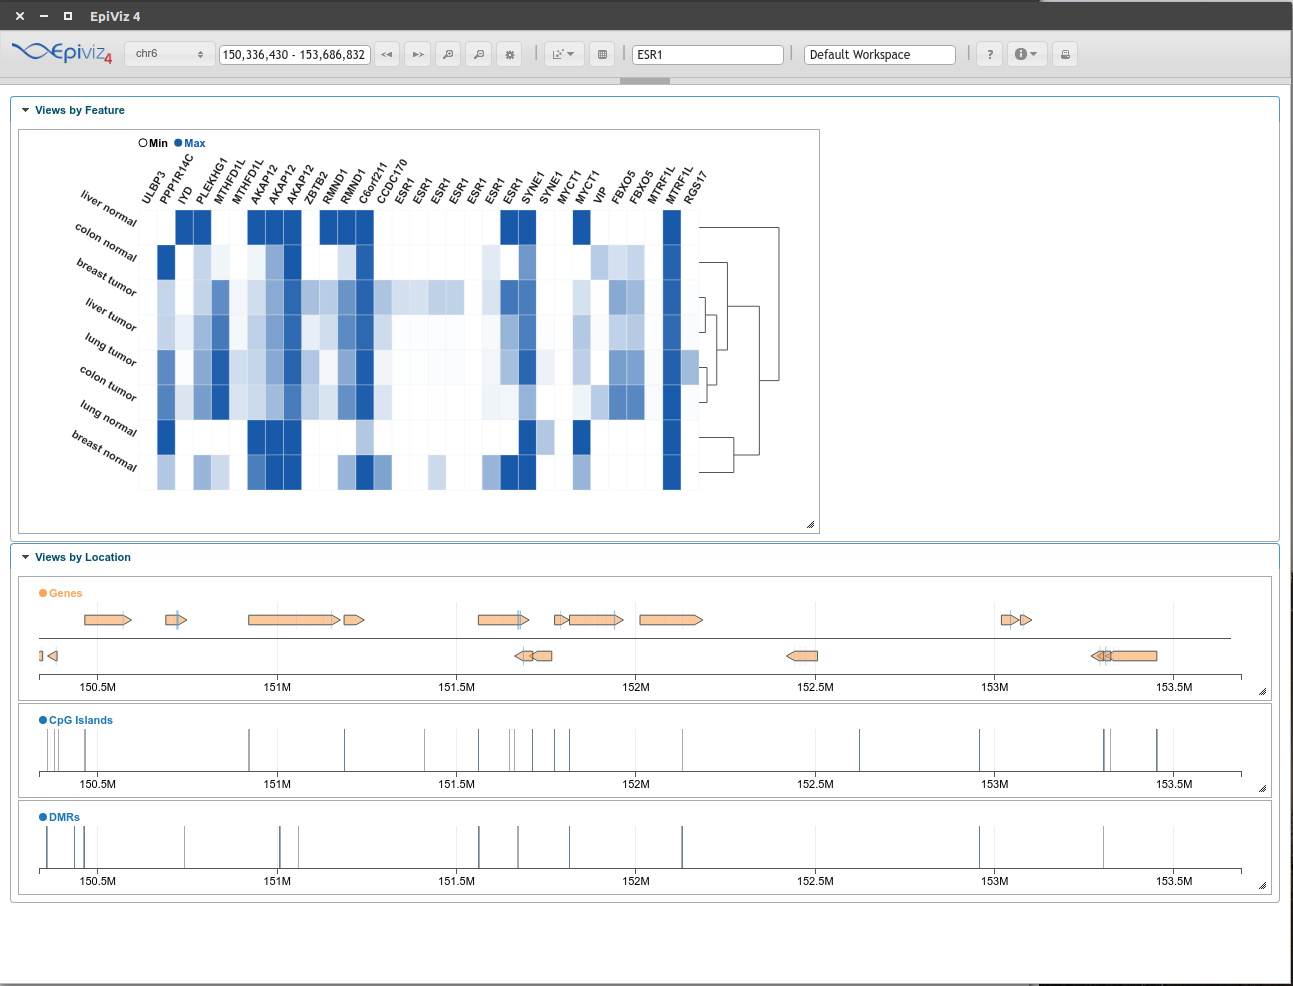 EpiViz 4
Epiviz4 chr6 150,336,430 - 153,686,832 ESR1 Default Workspace ?
Views by Feature
Min Max
ULBP3 PPP1R14C IYD PLEKHG1 MTHFD1L MTHFD1L AKAP12 AKAP12 AKAP12 ZBTB2 RMND1 RMND1 C6orf211 CCDC170 ESR1 ESR1 ESR1 ESR1 ESR1 ESR1 ESR1 SYNE1 SYNE1 MYCT1 MYCT1 VIP FBXO5 FBXO5 MTRF1L MTRF1L RGS17
liver normal
colon normal
breast tumor
liver tumor
lung tumor
colon tumor
lung normal
breast normal
Views by Location
Genes
150.5M 151M 151.5M 152M 152.5M 153M 153.5M
CpG Islands
150.5M 151M 151.5M 152M 152.5M 153M 153.5M
DMRs
150.5M 151M 151.5M 152M 152.5M 153M 153.5M